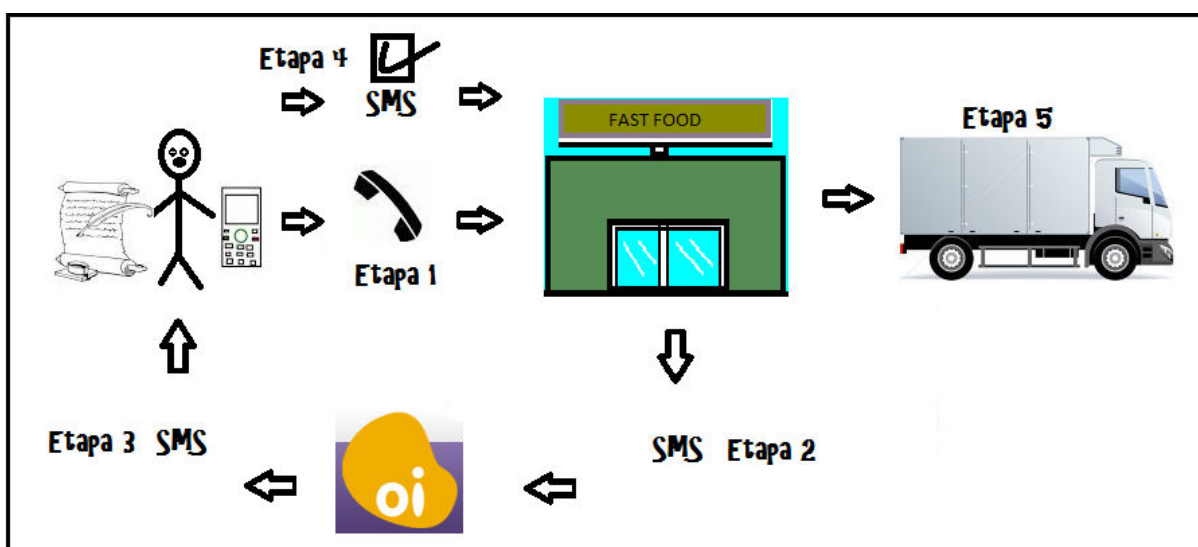 Etapa 4
SMS
FAST FOOD
Etapa 5
Etapa 1
Etapa 3 SMS
oi
SMS Etapa 2